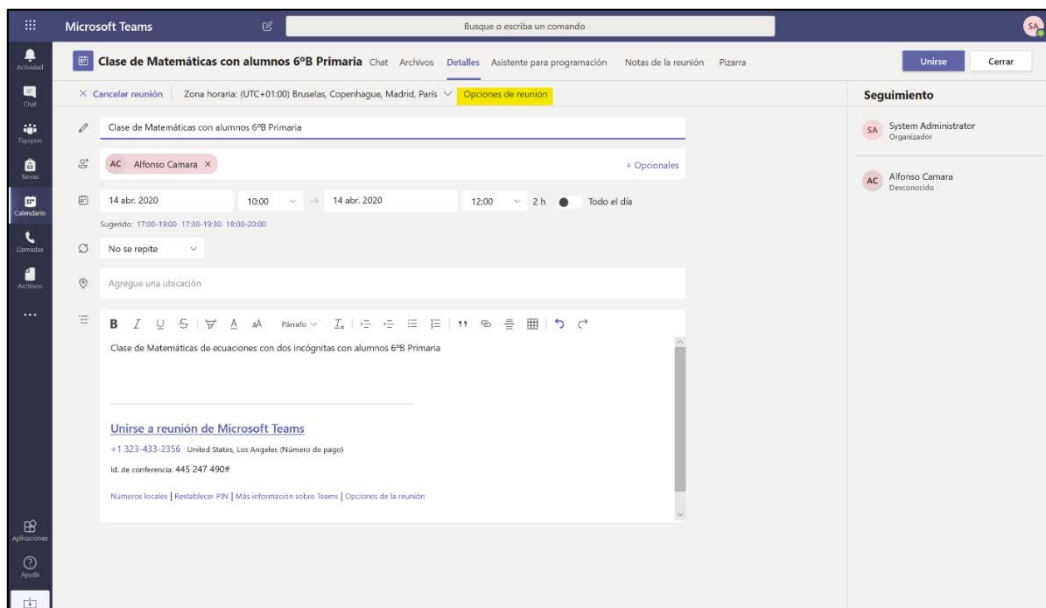 Microsoft Teams
Busque o escriba un comando
SA
Actividad
Chat
Equipos
Tareas
Calendario
Llamadas
Archivos
Aplicaciones
Ayuda
Clase de Matemáticas con alumnos 6ºB Primaria Chat Archivos Detalles Asistente para programación Notas de la reunión Pizarra
Unirse Cerrar
Cancelar reunión Zona horaria: (UTC+01:00) Bruselas, Copenhague, Madrid, París Opciones de reunión
Clase de Matemáticas con alumnos 6ºB Primaria
AC Alfonso Camara × + Opcionales
14 abr. 2020 10:00 → 14 abr. 2020 12:00 2 h Todo el día
Sugerido: 17:00-19:00 17:30-19:30 18:00-20:00
No se repite
Agregue una ubicación
B I U S A AA Párrafo
Clase de Matemáticas de ecuaciones con dos incógnitas con alumnos 6ºB Primaria
Unirse a reunión de Microsoft Teams
+1 323-433-2356 United States, Los Angeles (Número de pago)
Id. de conferencia: 445 247 490#
Números locales | Restablecer PIN | Más información sobre Teams | Opciones de la reunión
Seguimiento
SA System Administrator
Organizador
AC Alfonso Camara
Desconocido